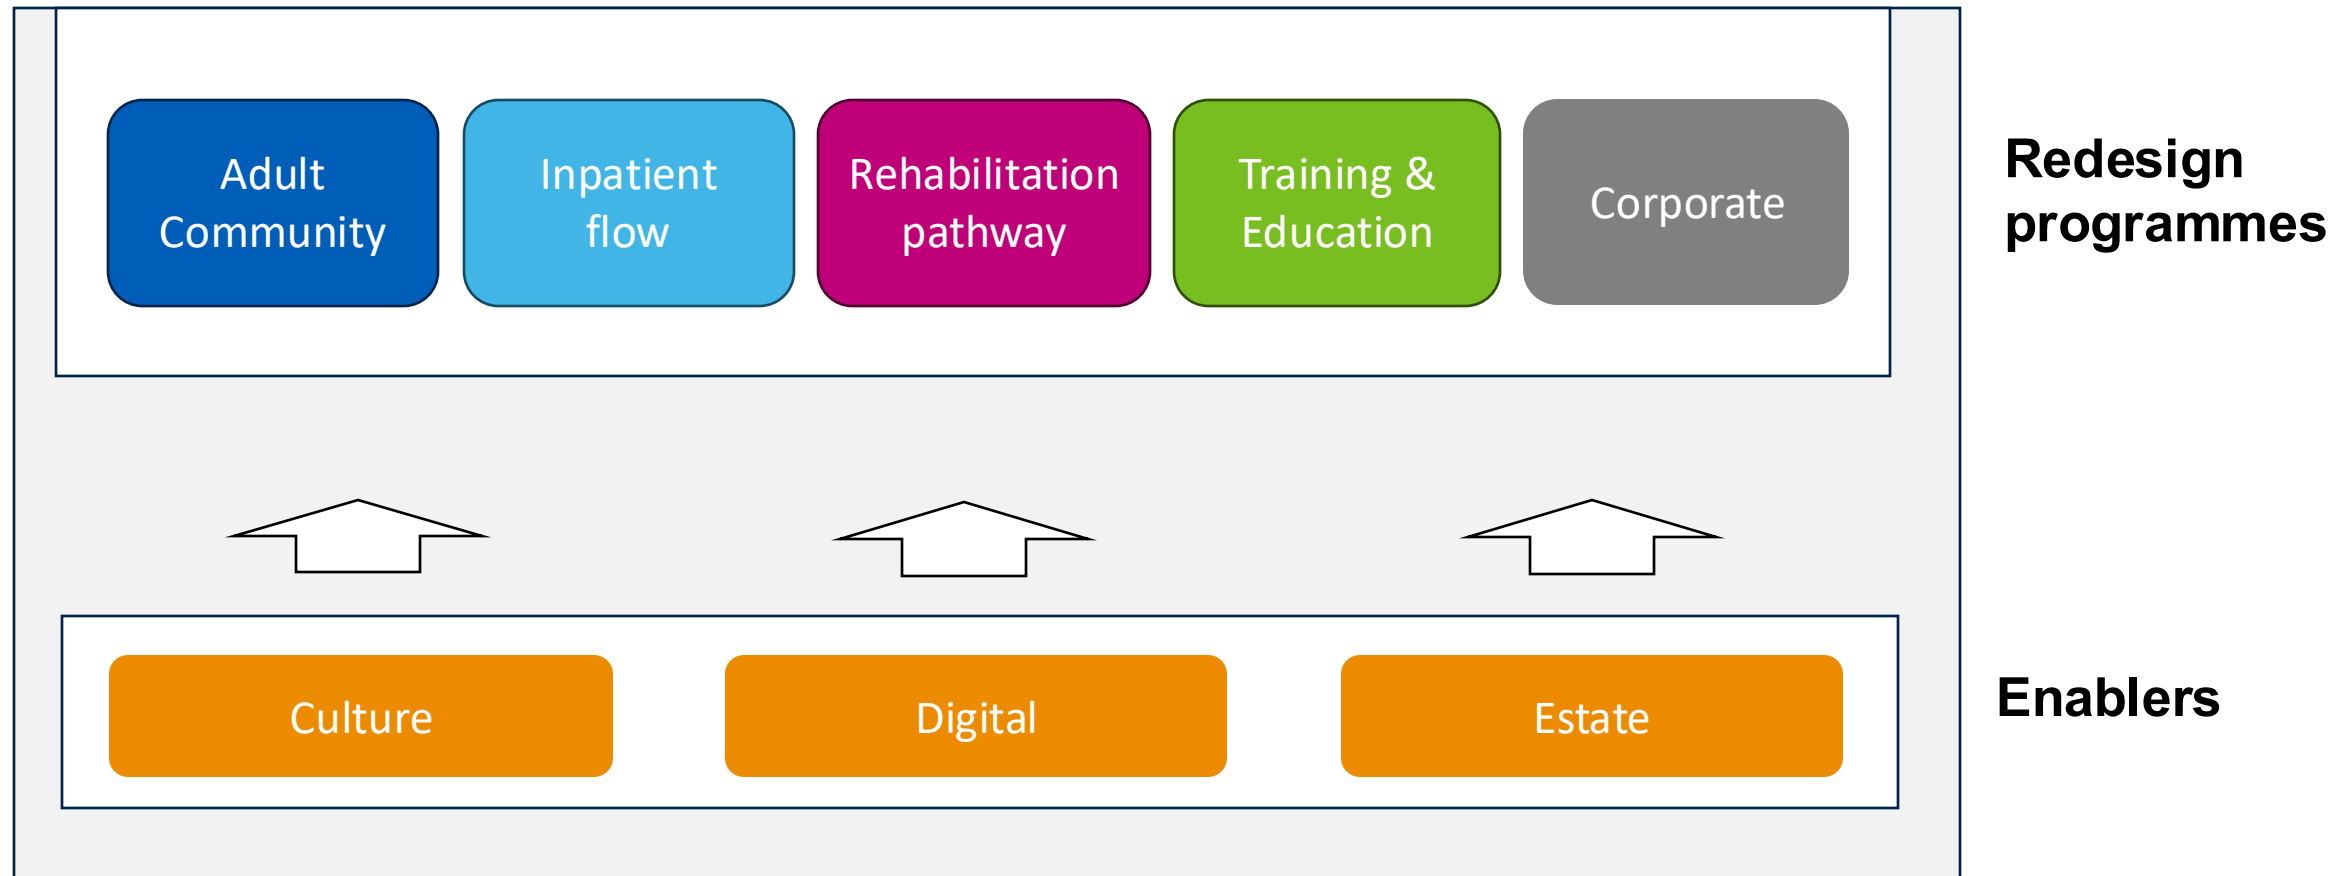 Adult
Community
Inpatient
flow
Rehabilitation
pathway
Training &
Education
Corporate
Redesign
programmes
Culture
Digital
Estate
Enablers